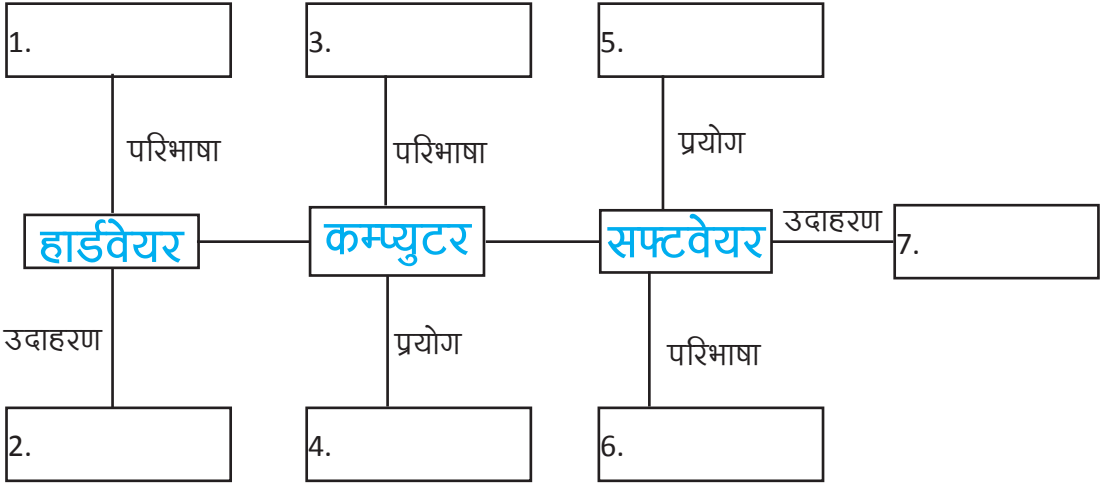 1.
3.
5.
परिभाषा
परिभाषा
प्रयोग
हार्डवेयर
कम्प्युटर
सफ्टवेयर
उदाहरण
7.
उदाहरण
प्रयोग
परिभाषा
2.
4.
6.